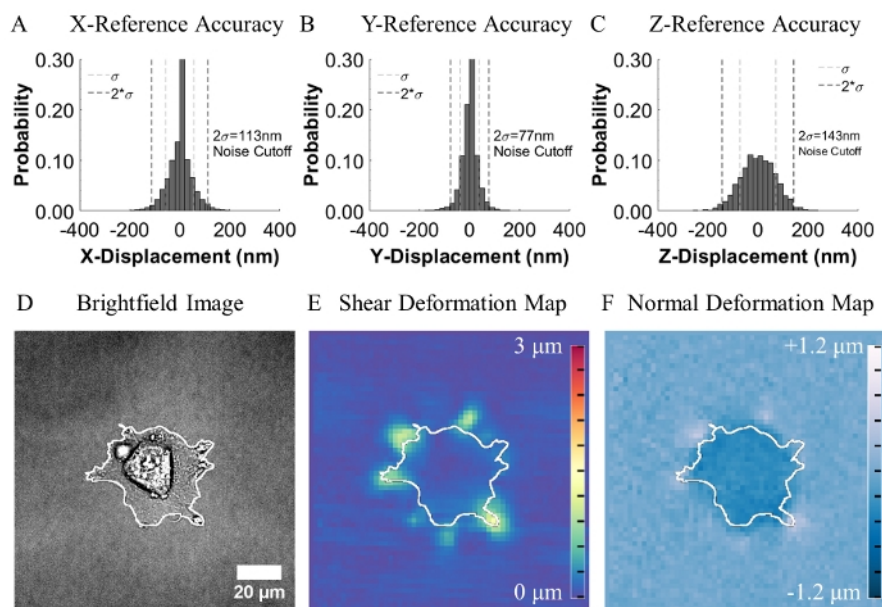 A X-Reference Accuracy
B Y-Reference Accuracy
C Z-Reference Accuracy
0.30
0.20
0.10
0.00
Probability
σ
2*σ
2σ=113nm
Noise Cutoff
-400 -200 0 200 400
X-Displacement (nm)
0.30
0.20
0.10
0.00
Probability
σ
2*σ
2σ=77nm
Noise Cutoff
-400 -200 0 200 400
Y-Displacement (nm)
0.30
0.20
0.10
0.00
Probability
σ
2*σ
2σ=143nm
Noise Cutoff
-400 -200 0 200 400
Z-Displacement (nm)
D Brightfield Image
E Shear Deformation Map
F Normal Deformation Map
20 μm
3 μm
0 μm
+1.2 μm
-1.2 μm